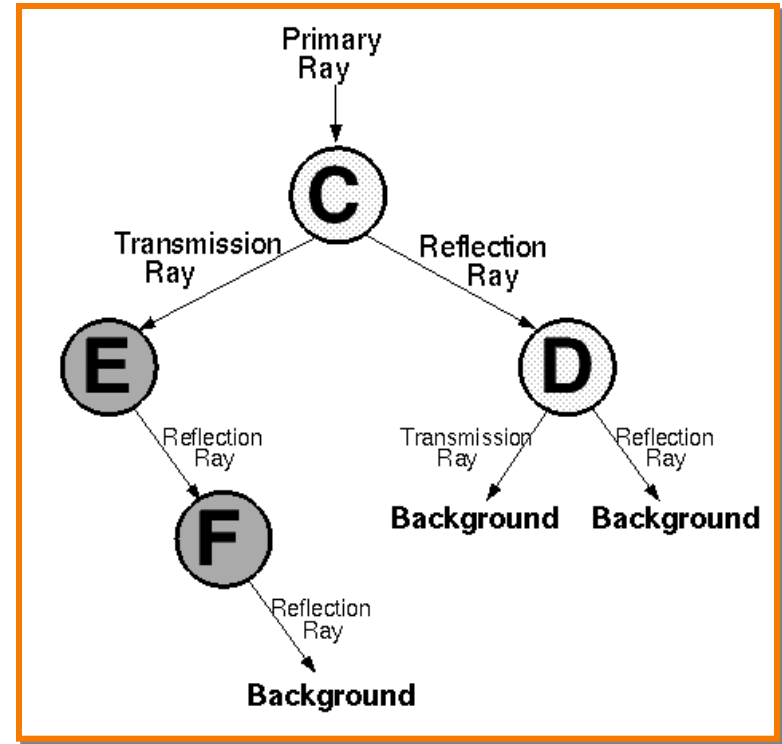 Primary
Ray
C
Transmission
Ray
Reflection
Ray
E
D
Reflection
Ray
Transmission
Ray
Reflection
Ray
Background
Background
F
Reflection
Ray
Background